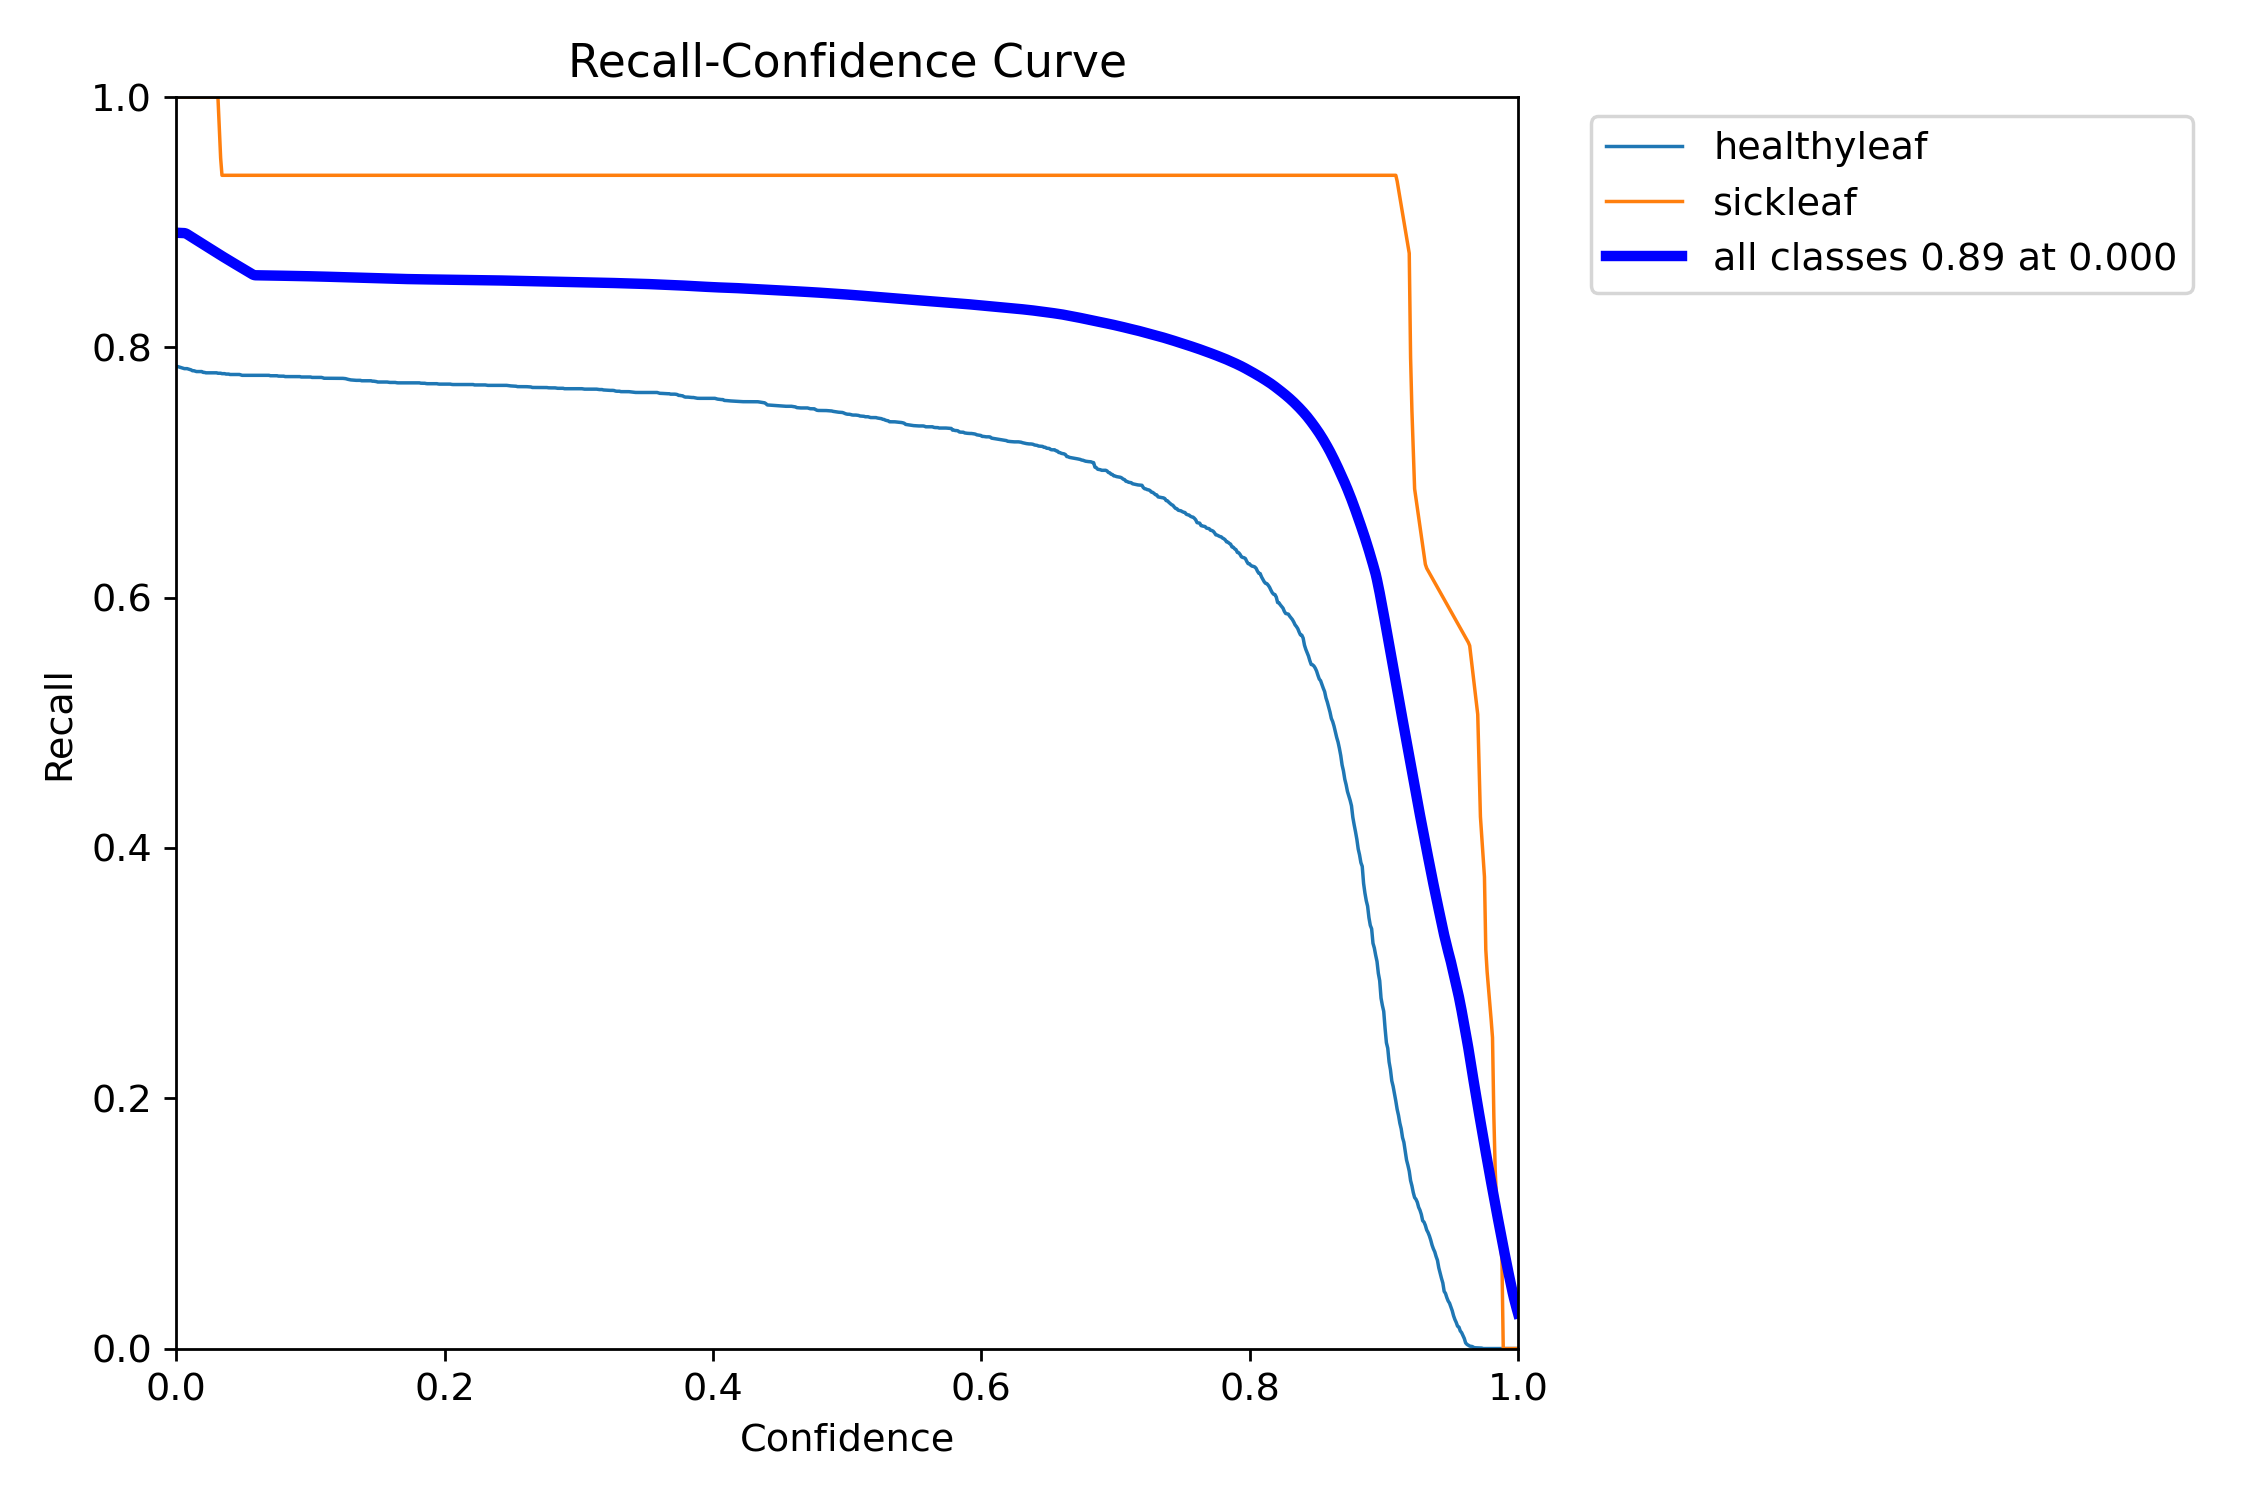 Recall-Confidence Curve
1.0
0.8
0.6
0.4
0.2
0.0
Recall
0.0 0.2 0.4 0.6 0.8 1.0
Confidence
healthyleaf
sickleaf
all classes 0.89 at 0.000